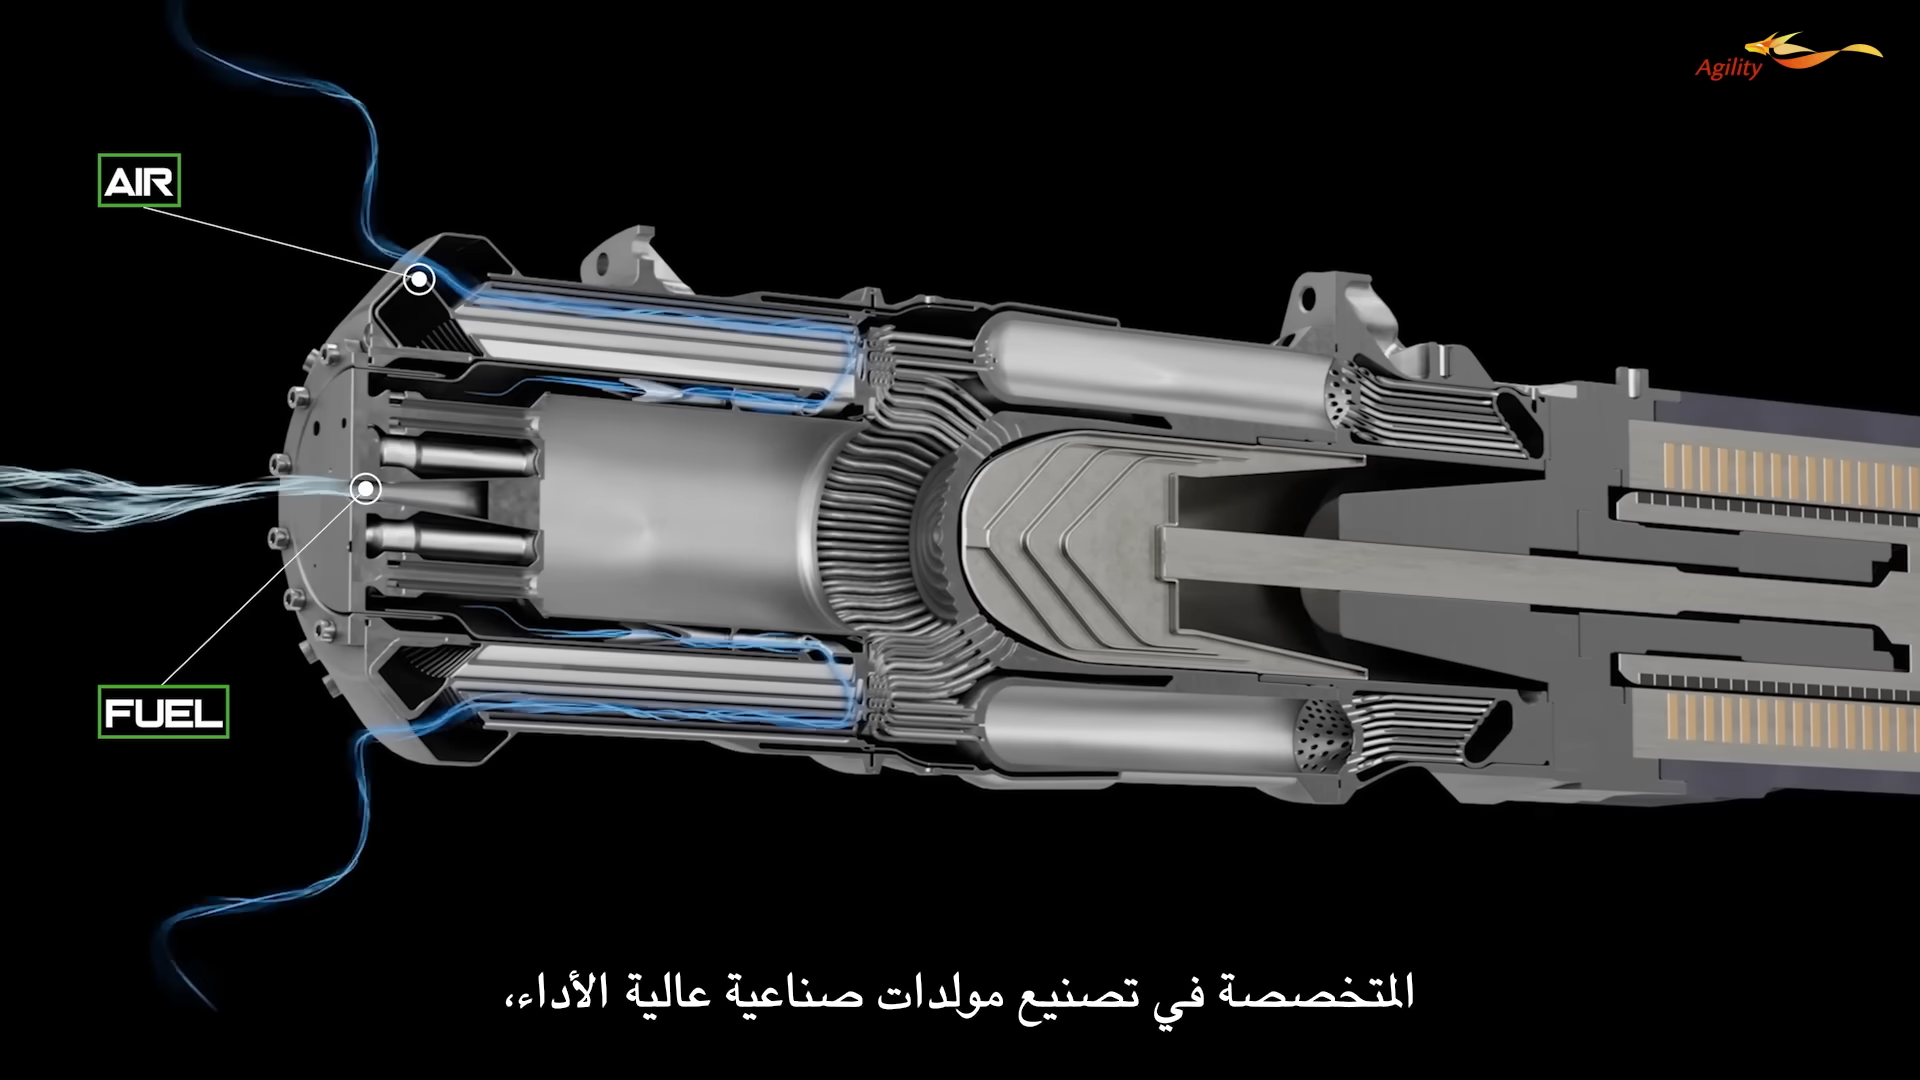 Agility
AIR
FUEL
المتخصصة في تصنيع مولدات صناعية عالية الأداء،